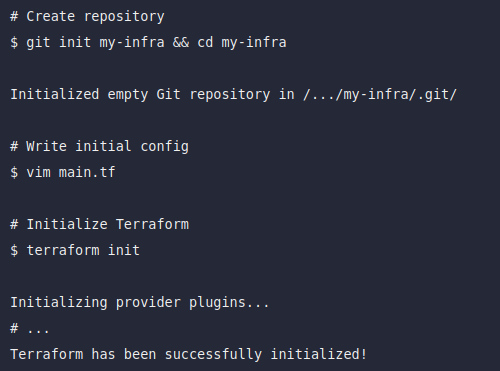 # Create repository
$ git init my-infra && cd my-infra
Initialized empty Git repository in /.../my-infra/.git/
# Write initial config
$ vim main.tf
# Initialize Terraform
$ terraform init
Initializing provider plugins...
# ...
Terraform has been successfully initialized!